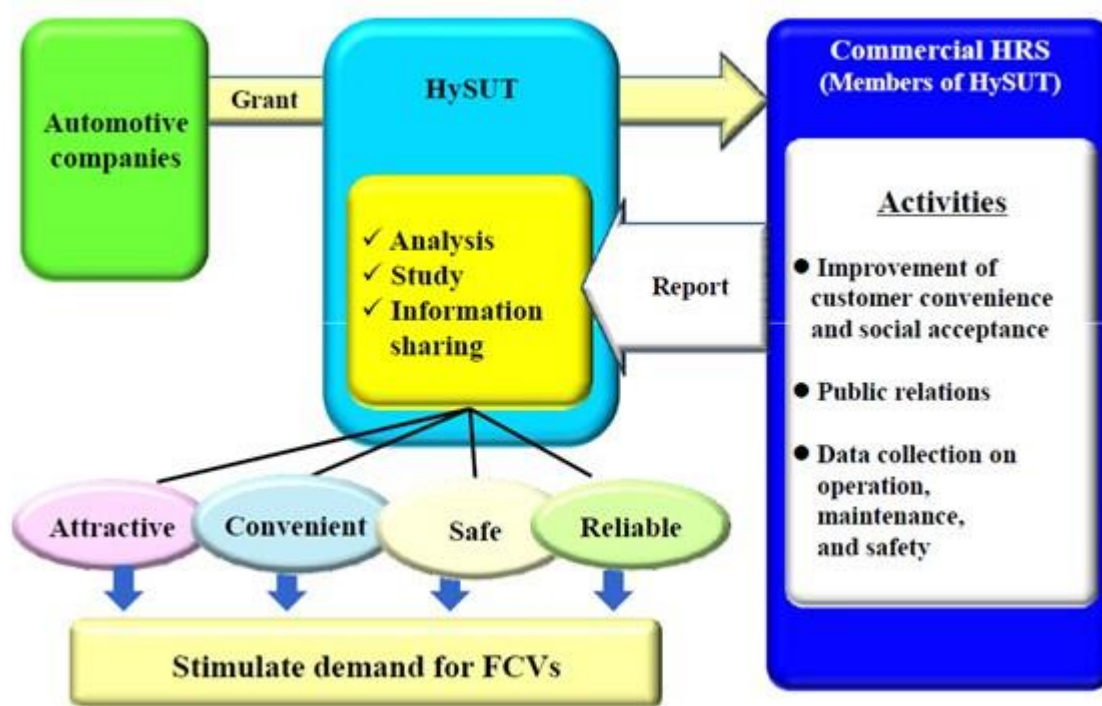 Automotive
companies
Grant
HySUT
✓ Analysis
✓ Study
✓ Information
sharing
Report
Commercial HRS
(Members of HySUT)
Activities
● Improvement of
customer convenience
and social acceptance
● Public relations
● Data collection on
operation,
maintenance,
and safety
Attractive
Convenient
Safe
Reliable
Stimulate demand for FCVs